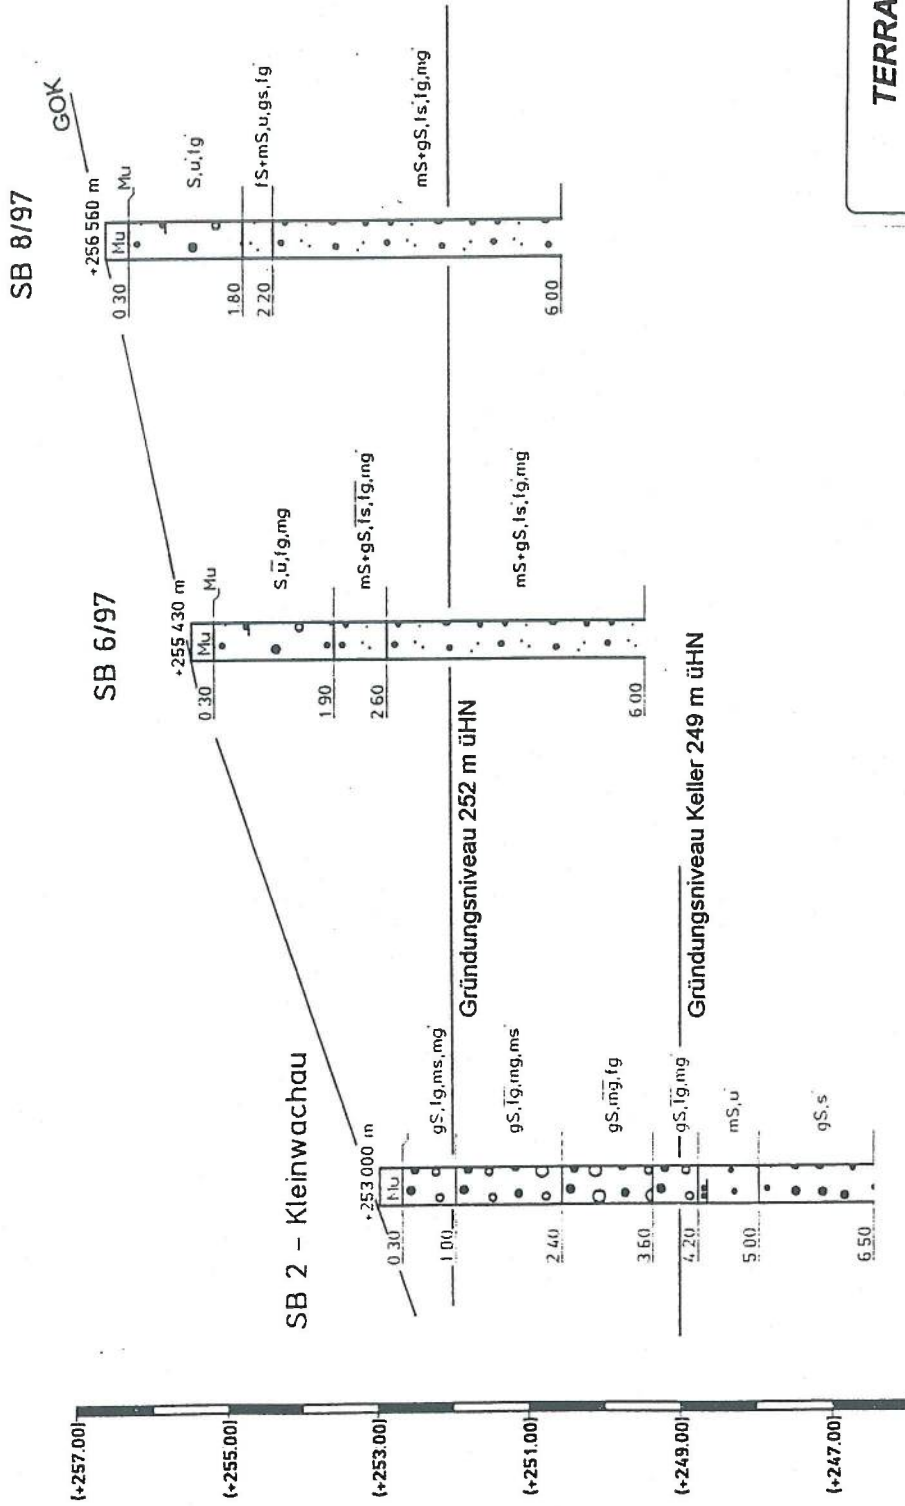 SB 2 – Kleinwachau
+253 000 m
Mu
0.30
1 00
2 40
3 60
4.20
5 00
6 50
gS,fg,ms,mg
gS,fg,mg,ms
gS,mg,fg
gS,fg,mg
mS,u
gS,s
SB 6/97
+255 430 m
Mu
Mu
0.30
1 90
2 60
6.00
S,ū,fg,mg
mS+gS,fs,fg,mg
mS+gS,fs,fg,mg
SB 8/97
+256 560 m
GOK
Mu
Mu
0 30
1.80
2 20
6 00
S,u,fg
fS+mS,u,gs,fg
mS+gS,fs,fg,mg
Gründungsniveau 252 m üHN
Gründungsniveau Keller 249 m üHN
(+257.00)
(+255.00)
(+253.00)
(+251.00)
(+249.00)
(+247.00)
TERRA